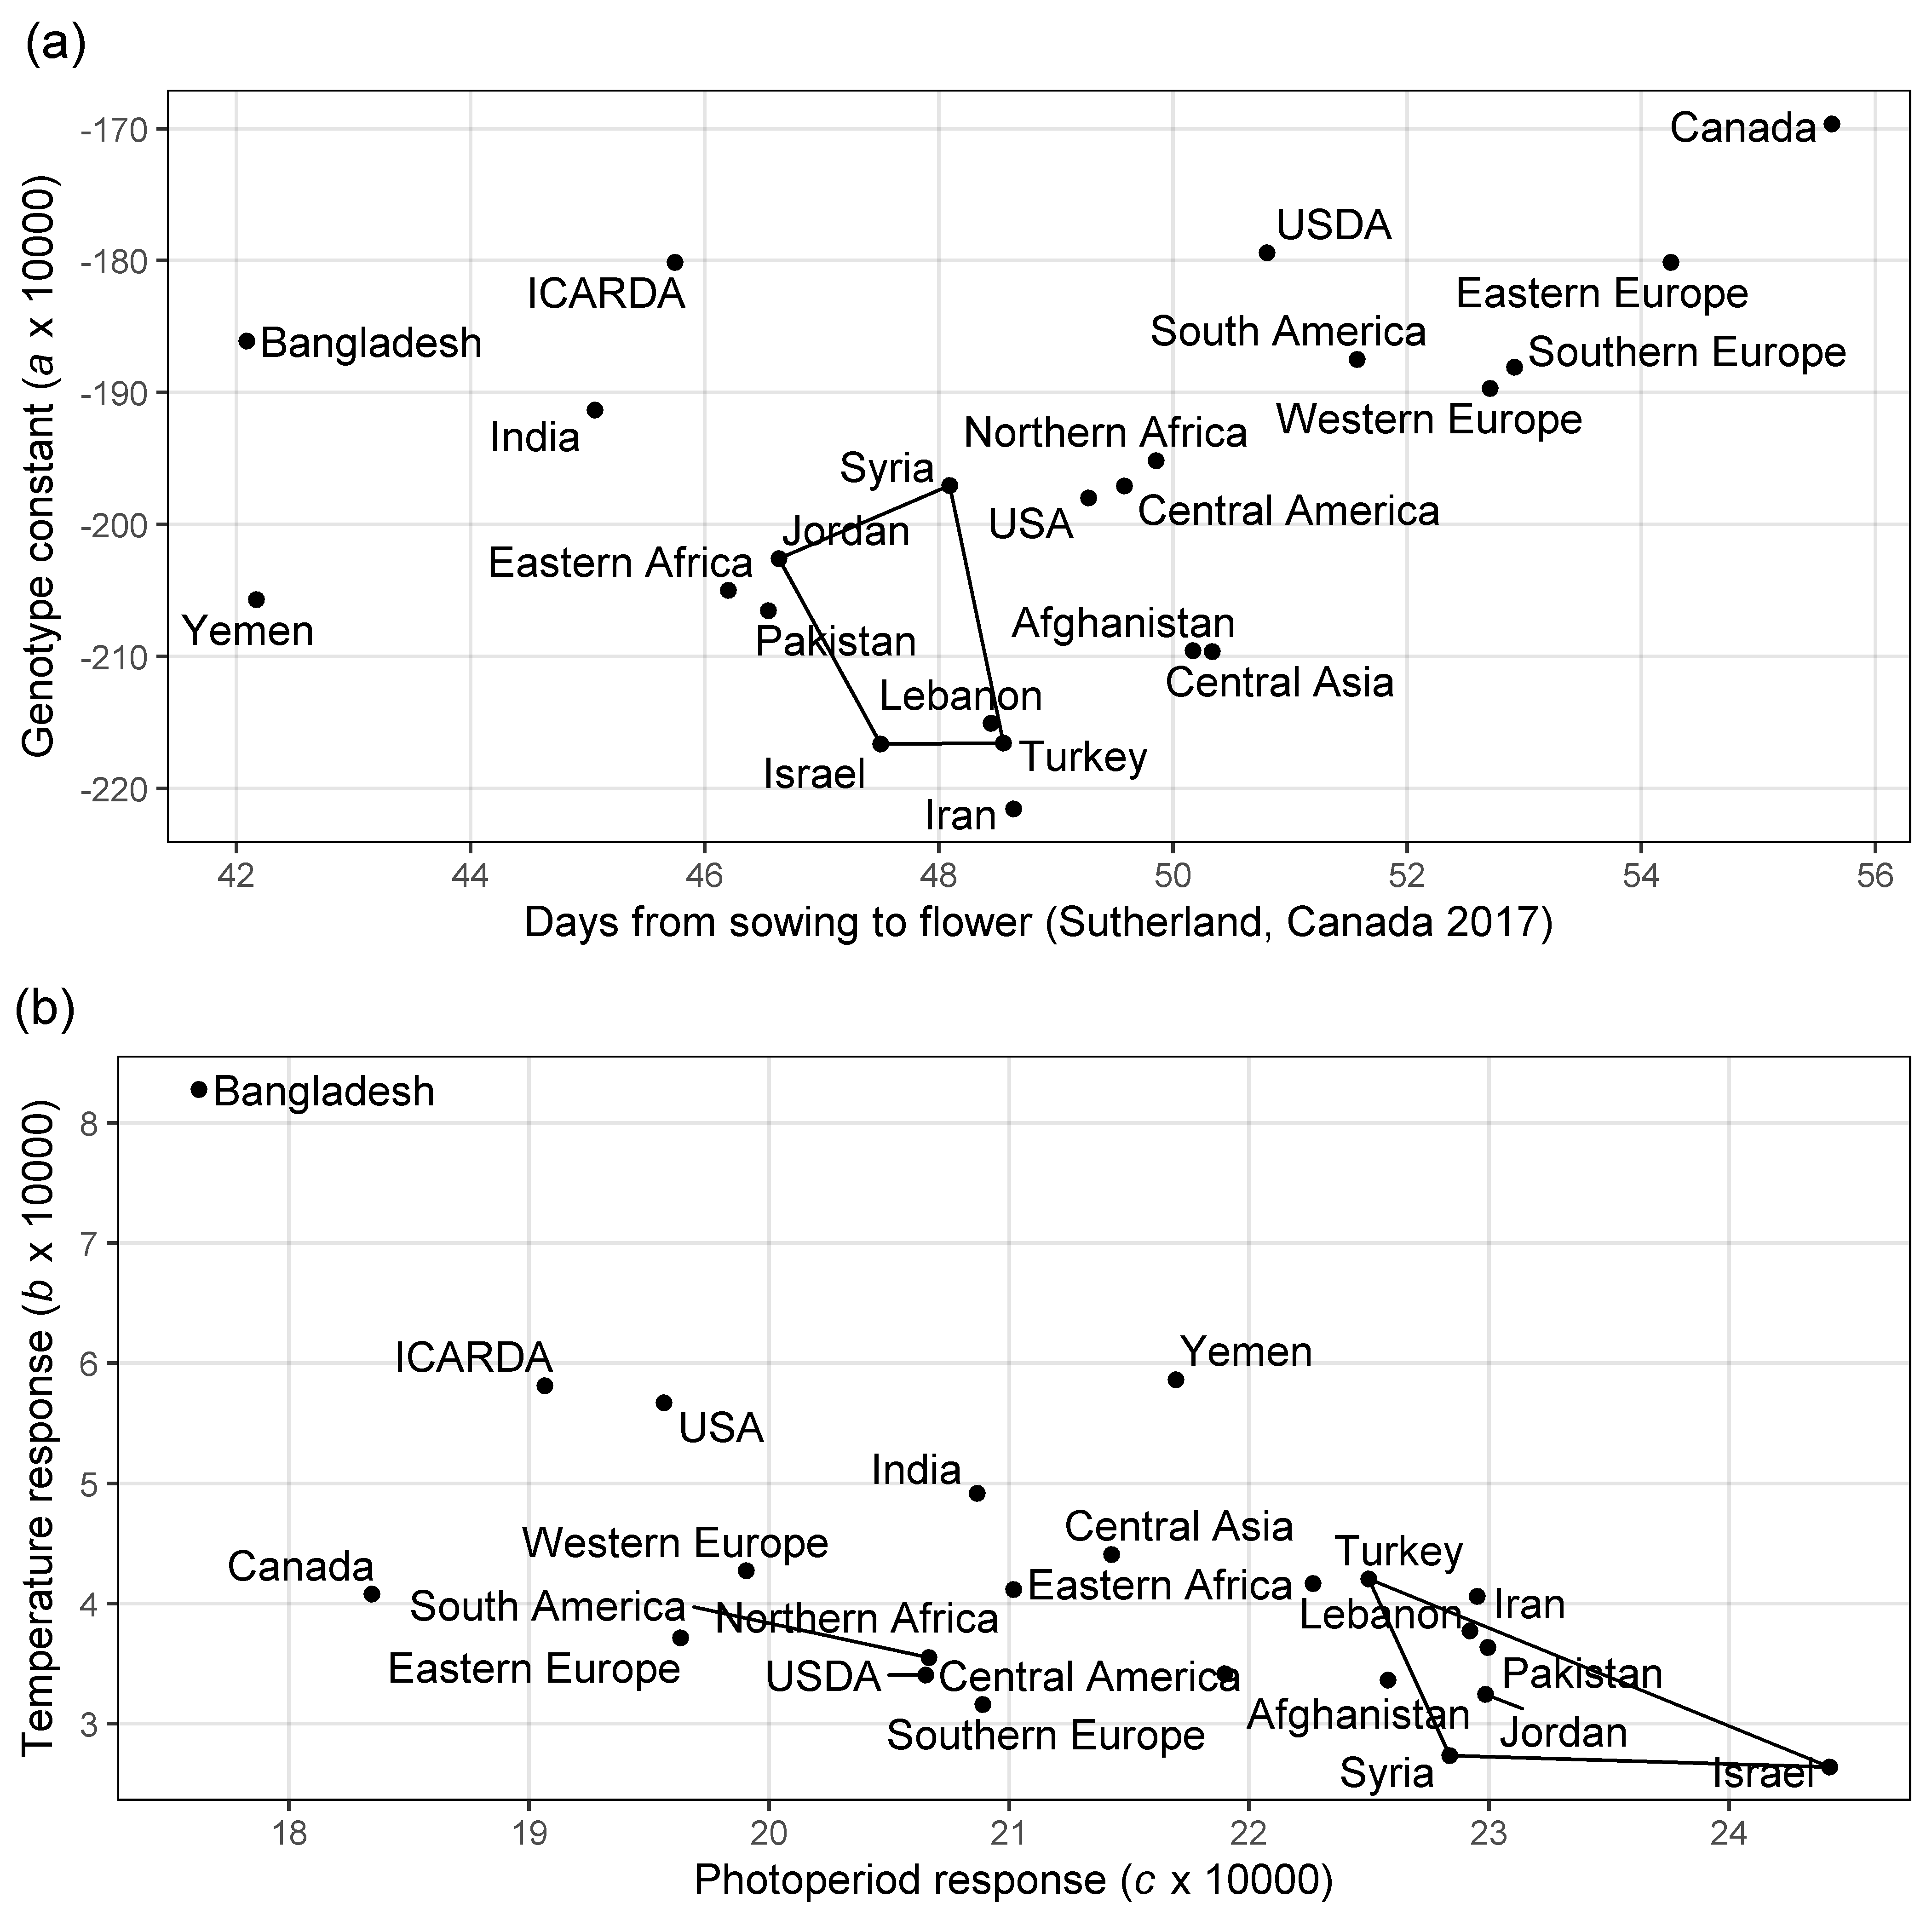 (a)
Genotype constant (a x 10000)
-170
-180
-190
-200
-210
-220
Canada
USDA
ICARDA
Eastern Europe
South America
Bangladesh
Southern Europe
Western Europe
India
Northern Africa
Syria
Central America
USA
Jordan
Eastern Africa
Afghanistan
Yemen
Pakistan
Central Asia
Lebanon
Turkey
Israel
Iran
42 44 46 48 50 52 54 56
Days from sowing to flower (Sutherland, Canada 2017)
(b)
Temperature response (b x 10000)
8
7
6
5
4
3
Bangladesh
Yemen
ICARDA
USA
India
Central Asia
Western Europe
Turkey
Canada
Eastern Africa
Iran
South America
Lebanon
Northern Africa
Eastern Europe
USDA
Central America
Pakistan
Afghanistan
Southern Europe
Jordan
Syria
Israel
18 19 20 21 22 23 24
Photoperiod response (c x 10000)